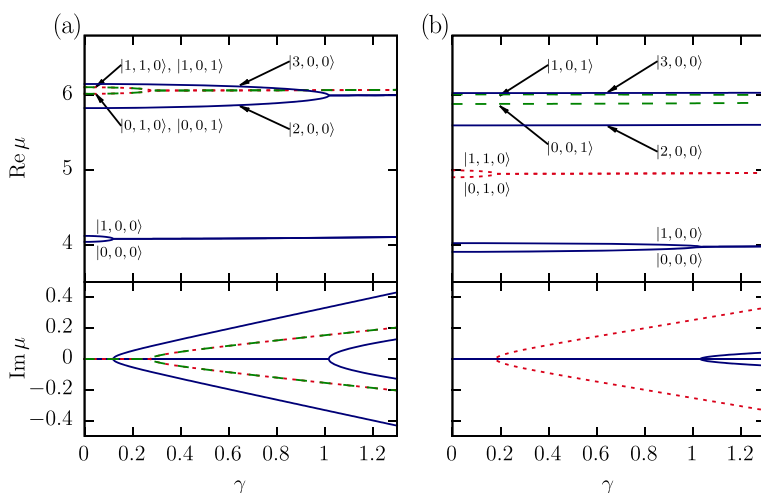 (a)
(b)
|1, 1, 0⟩, |1, 0, 1⟩
|3, 0, 0⟩
|0, 1, 0⟩, |0, 0, 1⟩
|2, 0, 0⟩
|1, 0, 0⟩
|0, 0, 0⟩
Re μ
6
5
4
Im μ
0.4
0.2
0
−0.2
−0.4
0 0.2 0.4 0.6 0.8 1 1.2
γ
|1, 0, 1⟩
|3, 0, 0⟩
|0, 0, 1⟩
|2, 0, 0⟩
|1, 1, 0⟩
|0, 1, 0⟩
|1, 0, 0⟩
|0, 0, 0⟩
0 0.2 0.4 0.6 0.8 1 1.2
γ